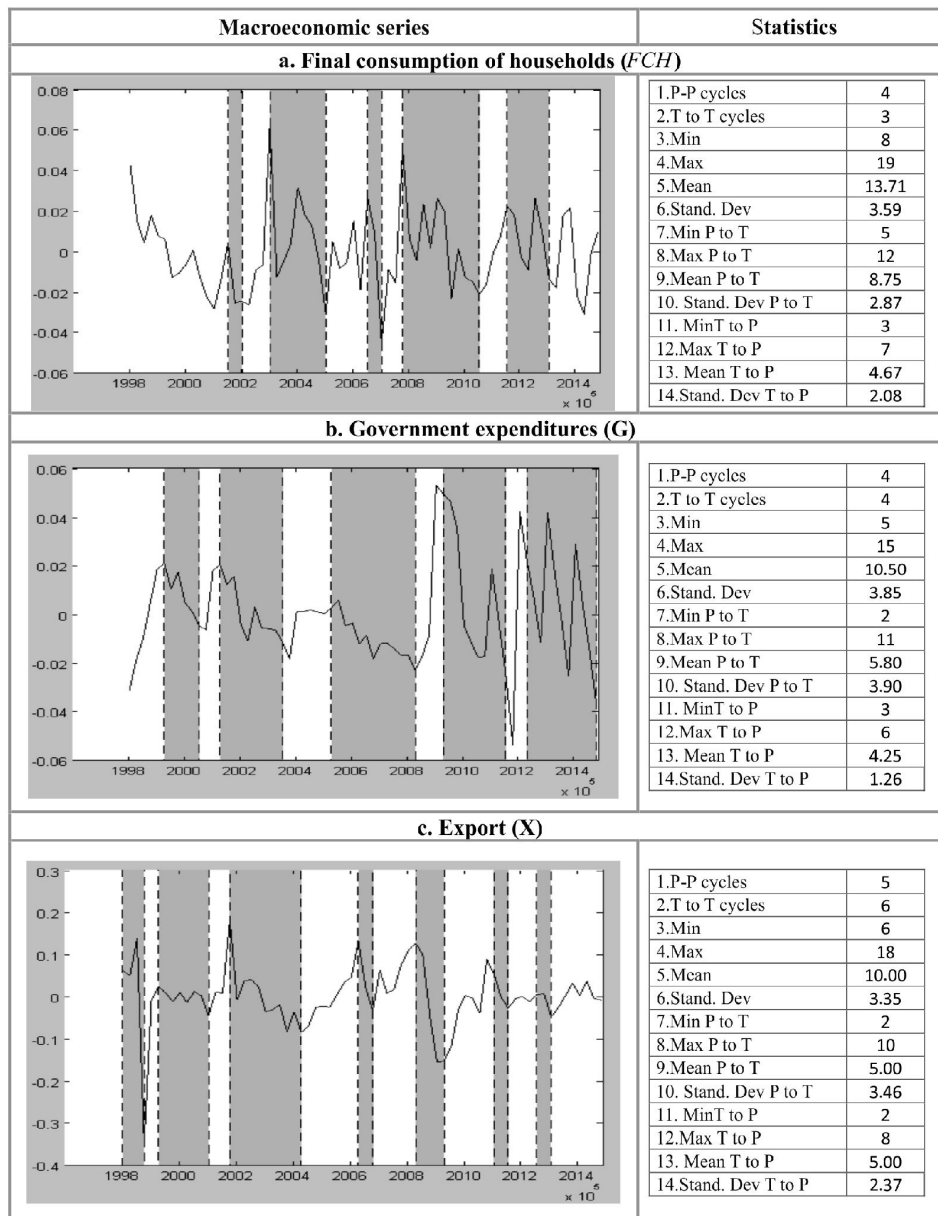 Macroeconomic series Statistics
a. Final consumption of households (FCH)
0.08
0.06
0.04
0.02
0
-0.02
-0.04
-0.06
1998 2000 2002 2004 2006 2008 2010 2012 2014
× 10⁵
1.P-P cycles 4
2.T to T cycles 3
3.Min 8
4.Max 19
5.Mean 13.71
6.Stand. Dev 3.59
7.Min P to T 5
8.Max P to T 12
9.Mean P to T 8.75
10. Stand. Dev P to T 2.87
11. MinT to P 3
12.Max T to P 7
13. Mean T to P 4.67
14.Stand. Dev T to P 2.08
b. Government expenditures (G)
0.06
0.04
0.02
0
-0.02
-0.04
-0.06
1998 2000 2002 2004 2006 2008 2010 2012 2014
× 10⁵
1.P-P cycles 4
2.T to T cycles 4
3.Min 5
4.Max 15
5.Mean 10.50
6.Stand. Dev 3.85
7.Min P to T 2
8.Max P to T 11
9.Mean P to T 5.80
10. Stand. Dev P to T 3.90
11. MinT to P 3
12.Max T to P 6
13. Mean T to P 4.25
14.Stand. Dev T to P 1.26
c. Export (X)
0.3
0.2
0.1
0
-0.1
-0.2
-0.3
-0.4
1998 2000 2002 2004 2006 2008 2010 2012 2014
× 10⁵
1.P-P cycles 5
2.T to T cycles 6
3.Min 6
4.Max 18
5.Mean 10.00
6.Stand. Dev 3.35
7.Min P to T 2
8.Max P to T 10
9.Mean P to T 5.00
10. Stand. Dev P to T 3.46
11. MinT to P 2
12.Max T to P 8
13. Mean T to P 5.00
14.Stand. Dev T to P 2.37